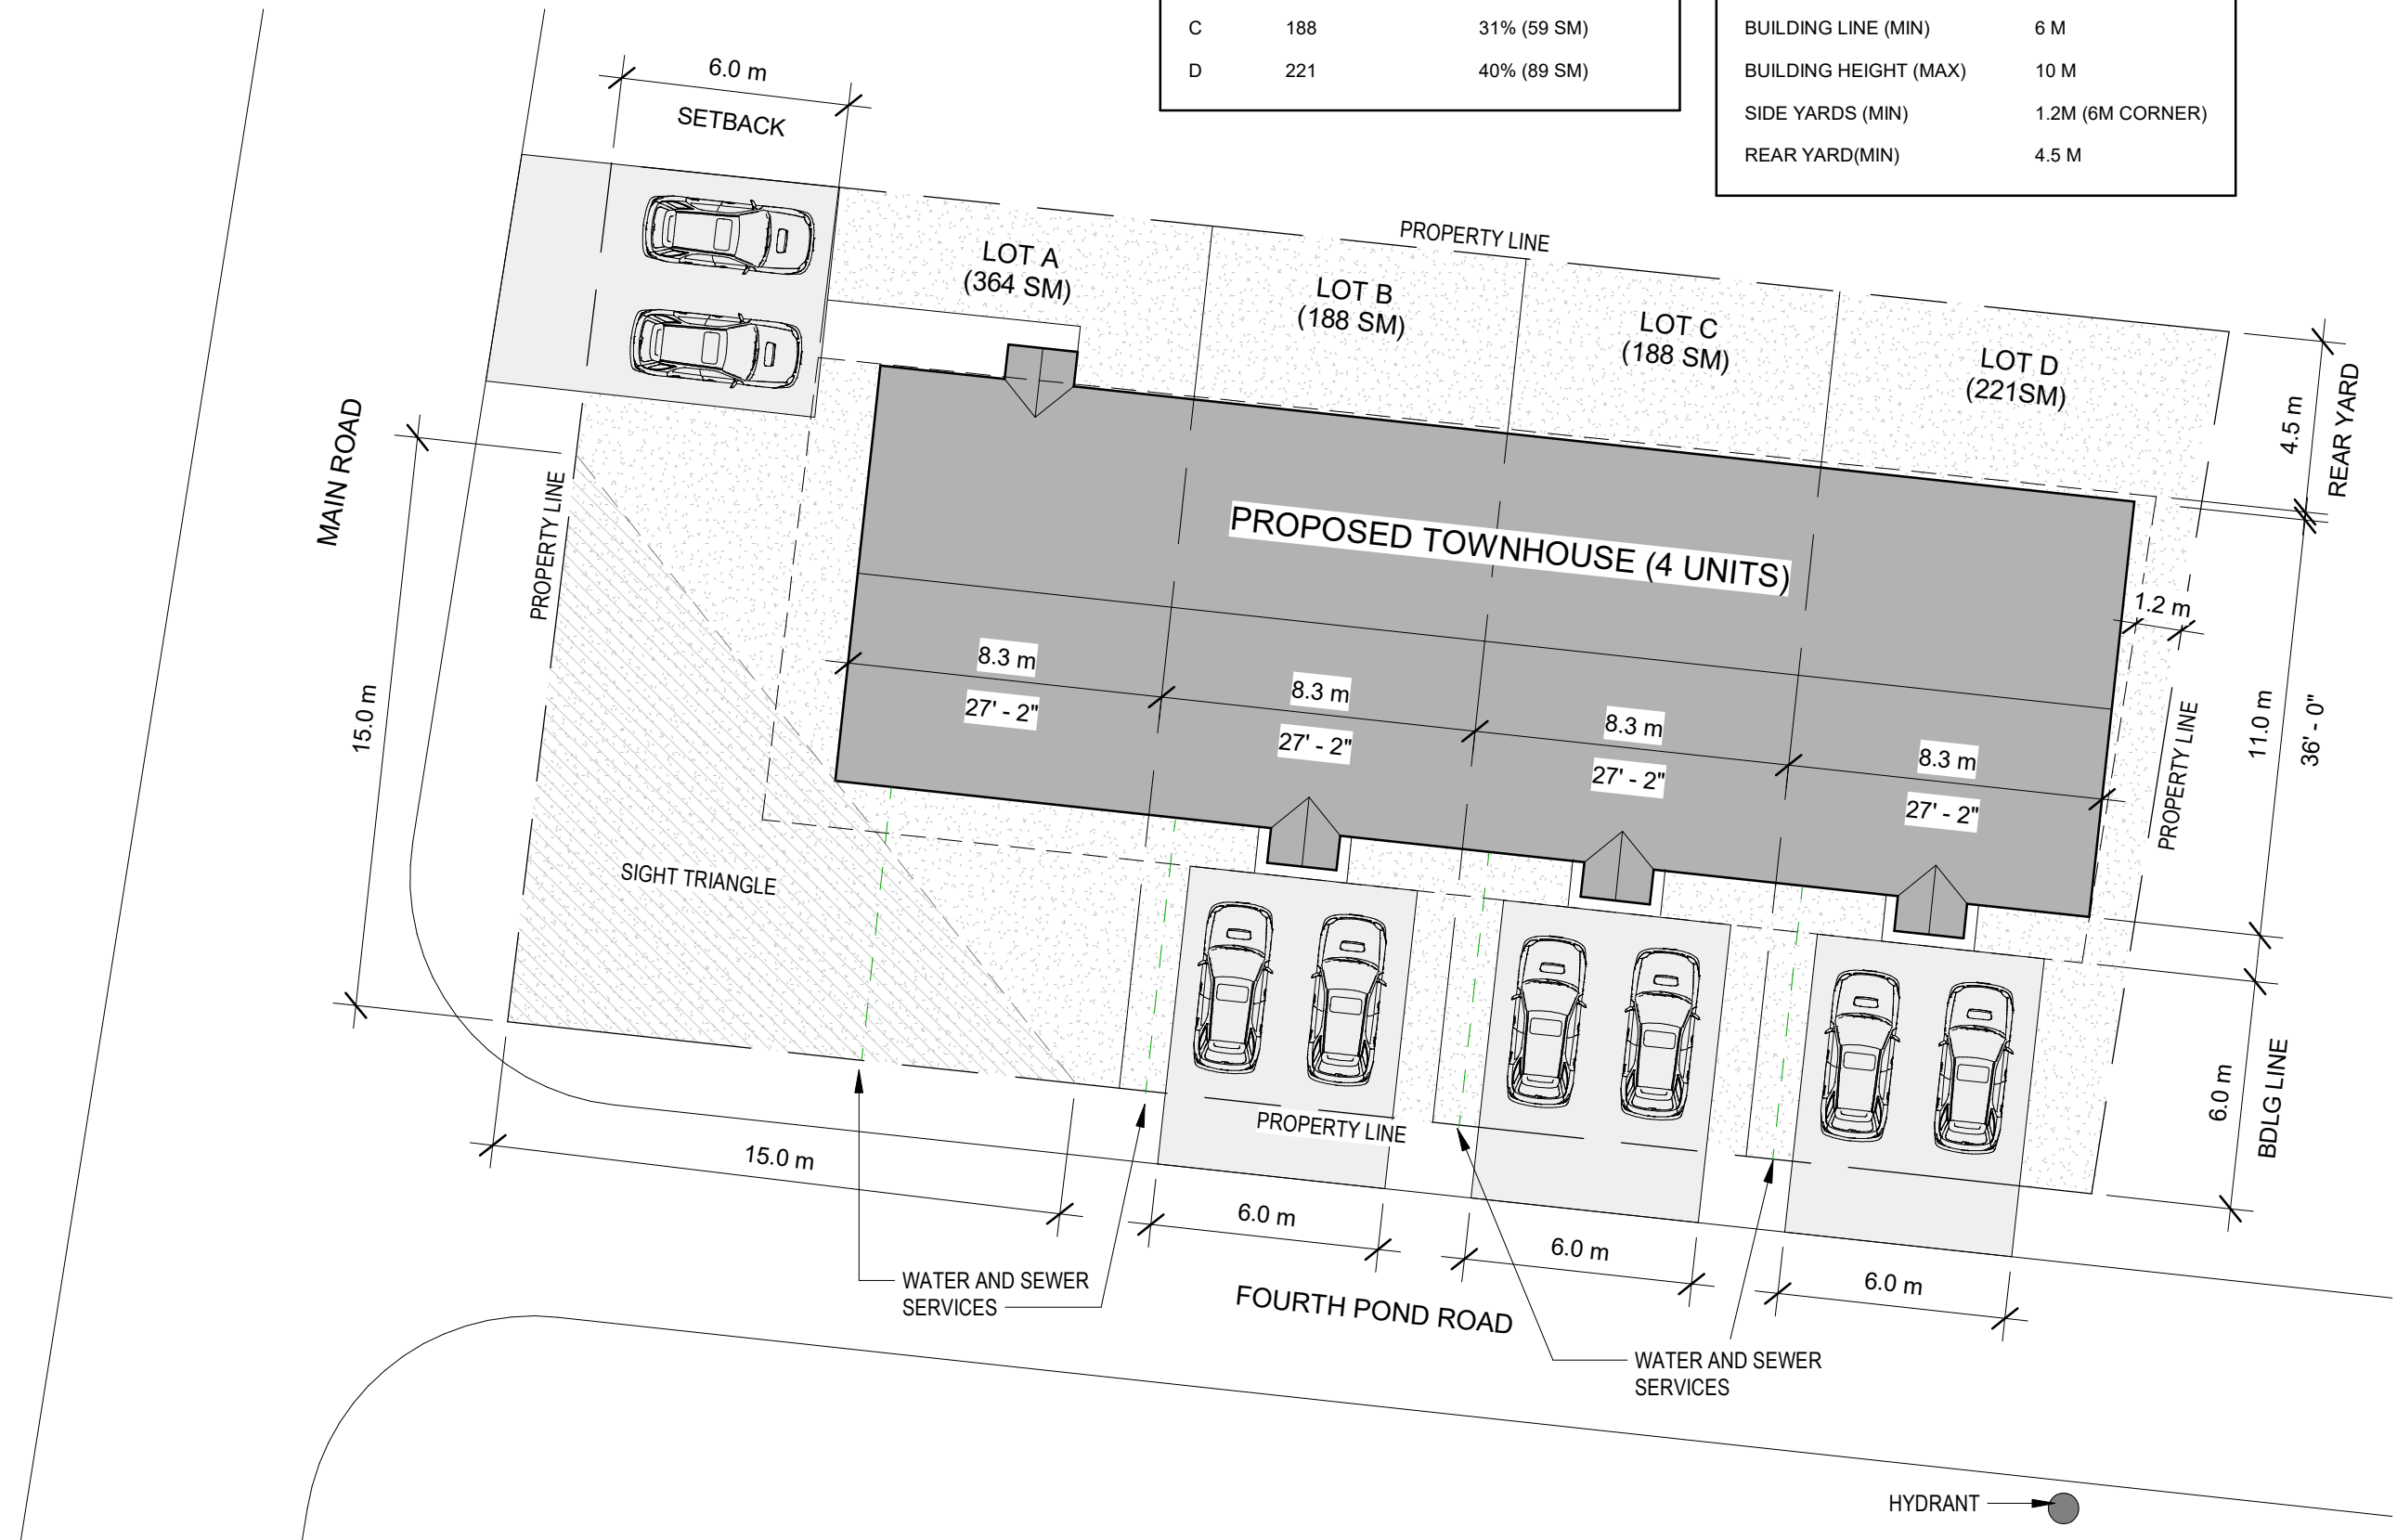 C 188 31% (59 SM)
D 221 40% (89 SM)
BUILDING LINE (MIN) 6 M
BUILDING HEIGHT (MAX) 10 M
SIDE YARDS (MIN) 1.2M (6M CORNER)
REAR YARD(MIN) 4.5 M
6.0 m
SETBACK
PROPERTY LINE
LOT A
(364 SM)
LOT B
(188 SM)
LOT C
(188 SM)
LOT D
(221SM)
4.5 m
REAR YARD
MAIN ROAD
PROPERTY LINE
15.0 m
PROPOSED TOWNHOUSE (4 UNITS)
1.2 m
8.3 m
27' - 2"
8.3 m
27' - 2"
8.3 m
27' - 2"
8.3 m
27' - 2"
11.0 m
36' - 0"
PROPERTY LINE
SIGHT TRIANGLE
6.0 m
BDLG LINE
PROPERTY LINE
15.0 m
6.0 m
6.0 m
6.0 m
WATER AND SEWER
SERVICES
FOURTH POND ROAD
WATER AND SEWER
SERVICES
HYDRANT